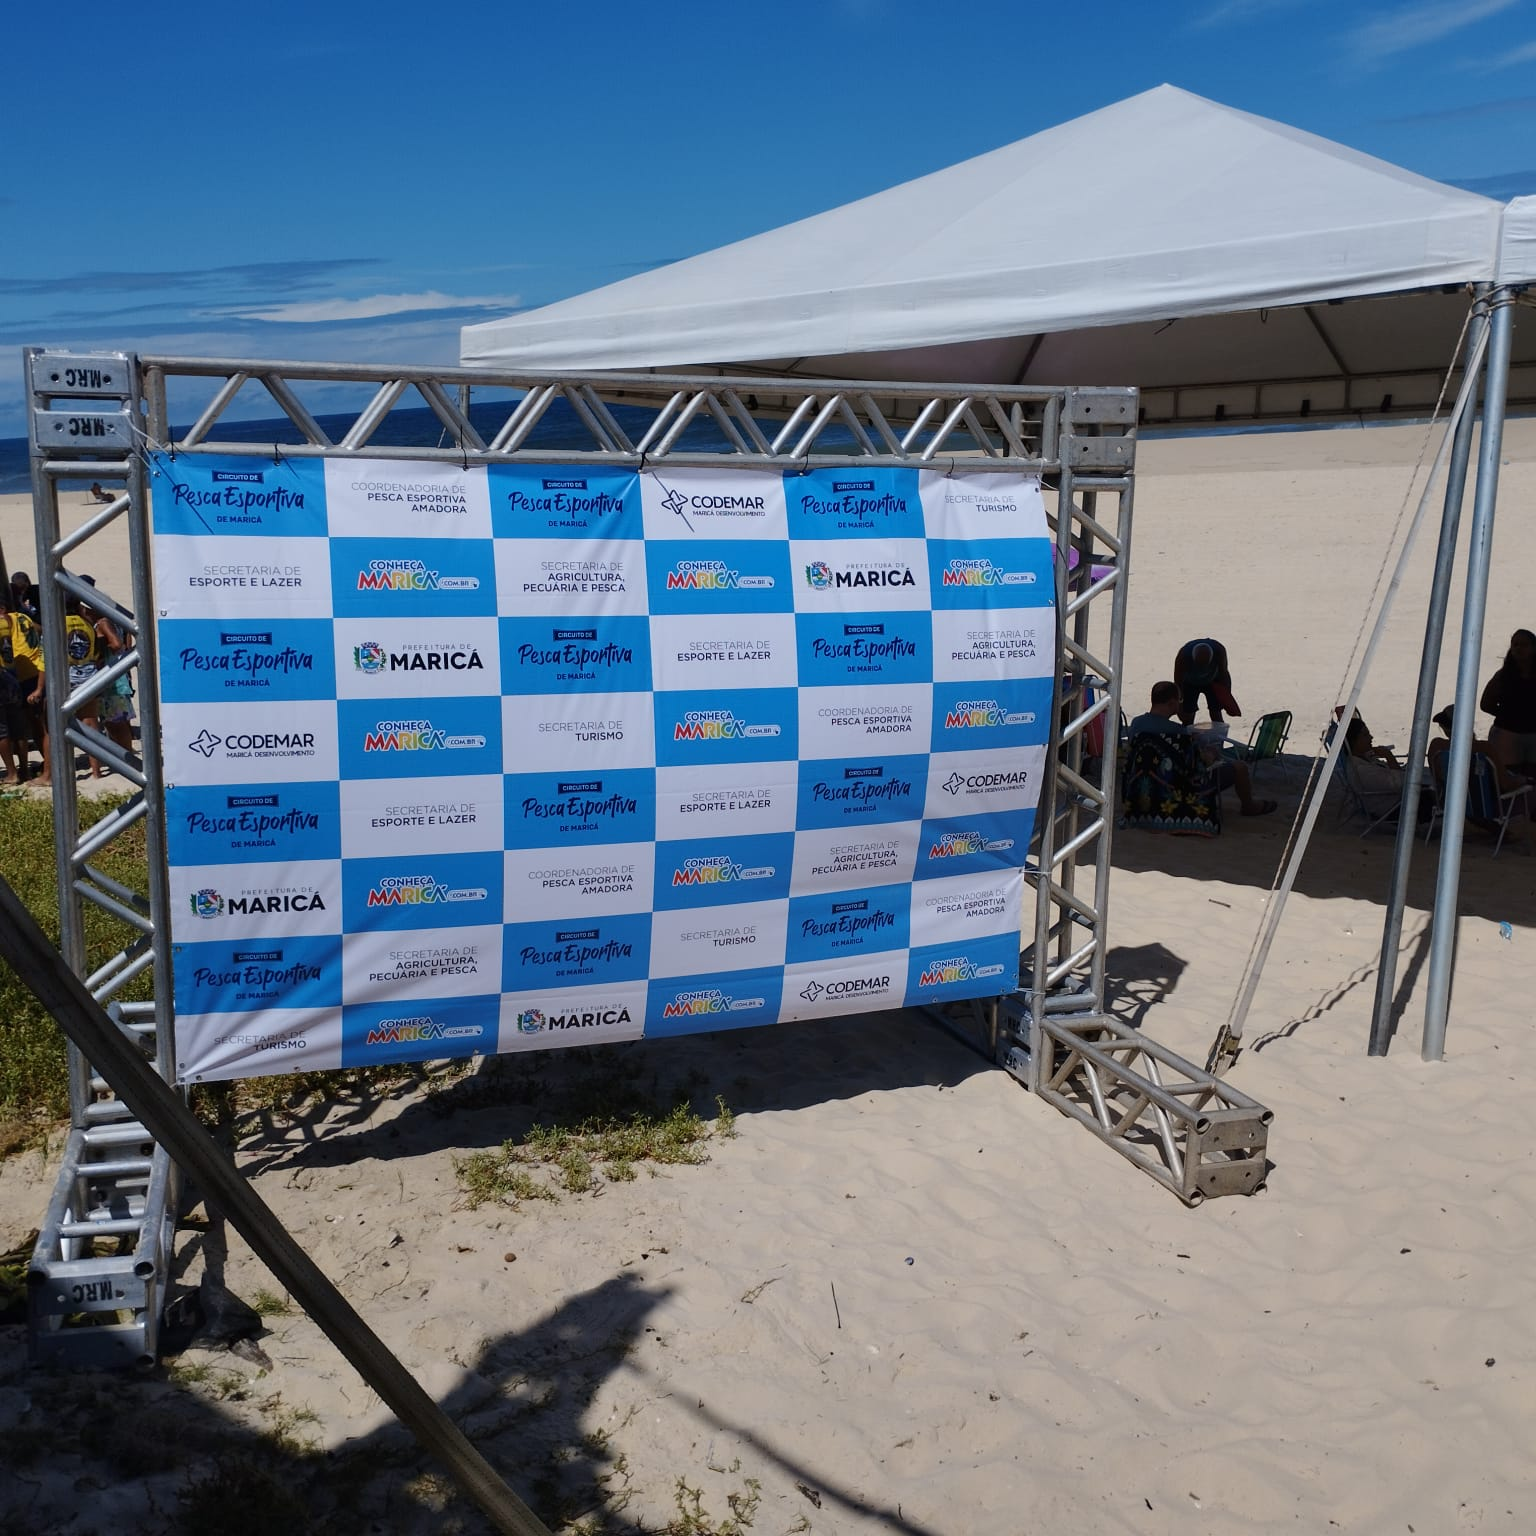 M.R.C
M.R.C
CIRCUITO DE
Pesca Esportiva
DE MARICÁ
COORDENADORIA DE
PESCA ESPORTIVA
AMADORA
CIRCUITO DE
Pesca Esportiva
DE MARICÁ
CODEMAR
MARICÁ DESENVOLVIMENTO
CIRCUITO DE
Pesca Esportiva
DE MARICÁ
SECRETARIA DE
TURISMO
SECRETARIA DE
ESPORTE E LAZER
CONHEÇA
MARICÁ .COM.BR
SECRETARIA DE
AGRICULTURA,
PECUÁRIA E PESCA
CONHEÇA
MARICÁ .COM.BR
PREFEITURA DE
MARICÁ
CONHEÇA
MARICÁ .COM.BR
CIRCUITO DE
Pesca Esportiva
DE MARICÁ
PREFEITURA DE
MARICÁ
CIRCUITO DE
Pesca Esportiva
DE MARICÁ
SECRETARIA DE
ESPORTE E LAZER
CIRCUITO DE
Pesca Esportiva
DE MARICÁ
SECRETARIA DE
AGRICULTURA,
PECUÁRIA E PESCA
CODEMAR
MARICÁ DESENVOLVIMENTO
CONHEÇA
MARICÁ .COM.BR
SECRETARIA DE
TURISMO
CONHEÇA
MARICÁ .COM.BR
COORDENADORIA DE
PESCA ESPORTIVA
AMADORA
CONHEÇA
MARICÁ .COM.BR
CIRCUITO DE
Pesca Esportiva
DE MARICÁ
SECRETARIA DE
ESPORTE E LAZER
CIRCUITO DE
Pesca Esportiva
DE MARICÁ
SECRETARIA DE
ESPORTE E LAZER
CIRCUITO DE
Pesca Esportiva
DE MARICÁ
CODEMAR
MARICÁ DESENVOLVIMENTO
PREFEITURA DE
MARICÁ
CONHEÇA
MARICÁ .COM.BR
COORDENADORIA DE
PESCA ESPORTIVA
AMADORA
CONHEÇA
MARICÁ .COM.BR
SECRETARIA DE
AGRICULTURA,
PECUÁRIA E PESCA
CONHEÇA
MARICÁ .COM.BR
CIRCUITO DE
Pesca Esportiva
DE MARICÁ
SECRETARIA DE
AGRICULTURA,
PECUÁRIA E PESCA
CIRCUITO DE
Pesca Esportiva
DE MARICÁ
SECRETARIA DE
TURISMO
CIRCUITO DE
Pesca Esportiva
DE MARICÁ
COORDENADORIA DE
PESCA ESPORTIVA
AMADORA
SECRETARIA DE
TURISMO
CONHEÇA
MARICÁ .COM.BR
PREFEITURA DE
MARICÁ
CONHEÇA
MARICÁ .COM.BR
CODEMAR
MARICÁ DESENVOLVIMENTO
CONHEÇA
MARICÁ .COM.BR
M.R.C